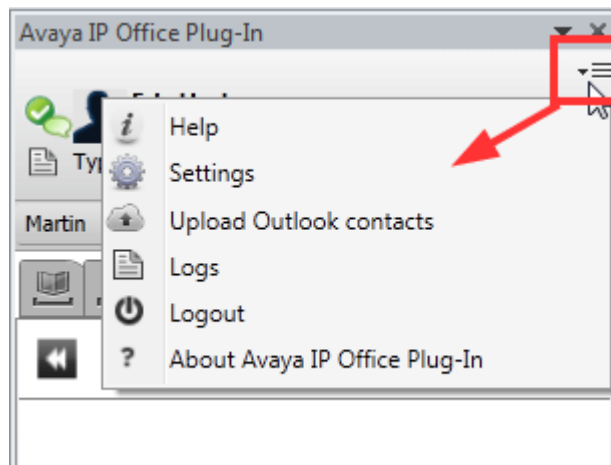 Avaya IP Office Plug-In
Help
Settings
Upload Outlook contacts
Martin
Logs
Logout
? About Avaya IP Office Plug-In